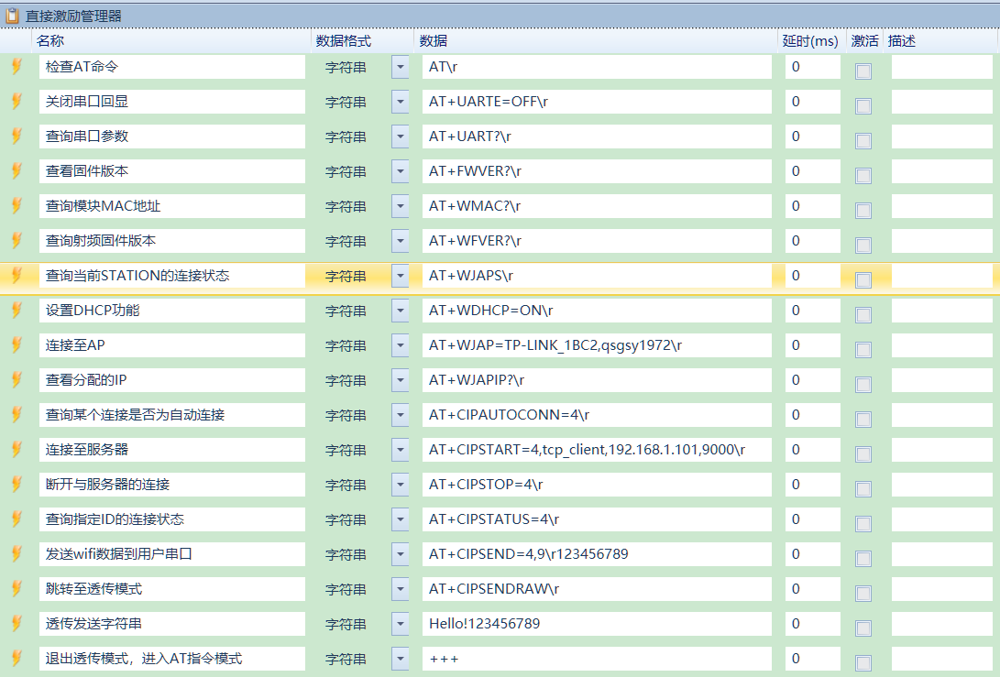 直接激励管理器
名称 数据格式 数据 延时(ms) 激活 描述
检查AT命令 字符串 AT\r 0
关闭串口回显 字符串 AT+UARTE=OFF\r 0
查询串口参数 字符串 AT+UART?\r 0
查看固件版本 字符串 AT+FWVER?\r 0
查询模块MAC地址 字符串 AT+WMAC?\r 0
查询射频固件版本 字符串 AT+WFVER?\r 0
查询当前STATION的连接状态 字符串 AT+WJAPS\r 0
设置DHCP功能 字符串 AT+WDHCP=ON\r 0
连接至AP 字符串 AT+WJAP=TP-LINK_1BC2,qsgsy1972\r 0
查看分配的IP 字符串 AT+WJAPIP?\r 0
查询某个连接是否为自动连接 字符串 AT+CIPAUTOCONN=4\r 0
连接至服务器 字符串 AT+CIPSTART=4,tcp_client,192.168.1.101,9000\r 0
断开与服务器的连接 字符串 AT+CIPSTOP=4\r 0
查询指定ID的连接状态 字符串 AT+CIPSTATUS=4\r 0
发送wifi数据到用户串口 字符串 AT+CIPSEND=4,9\r123456789 0
跳转至透传模式 字符串 AT+CIPSENDRAW\r 0
透传发送字符串 字符串 Hello!123456789 0
退出透传模式，进入AT指令模式 字符串 +++ 0